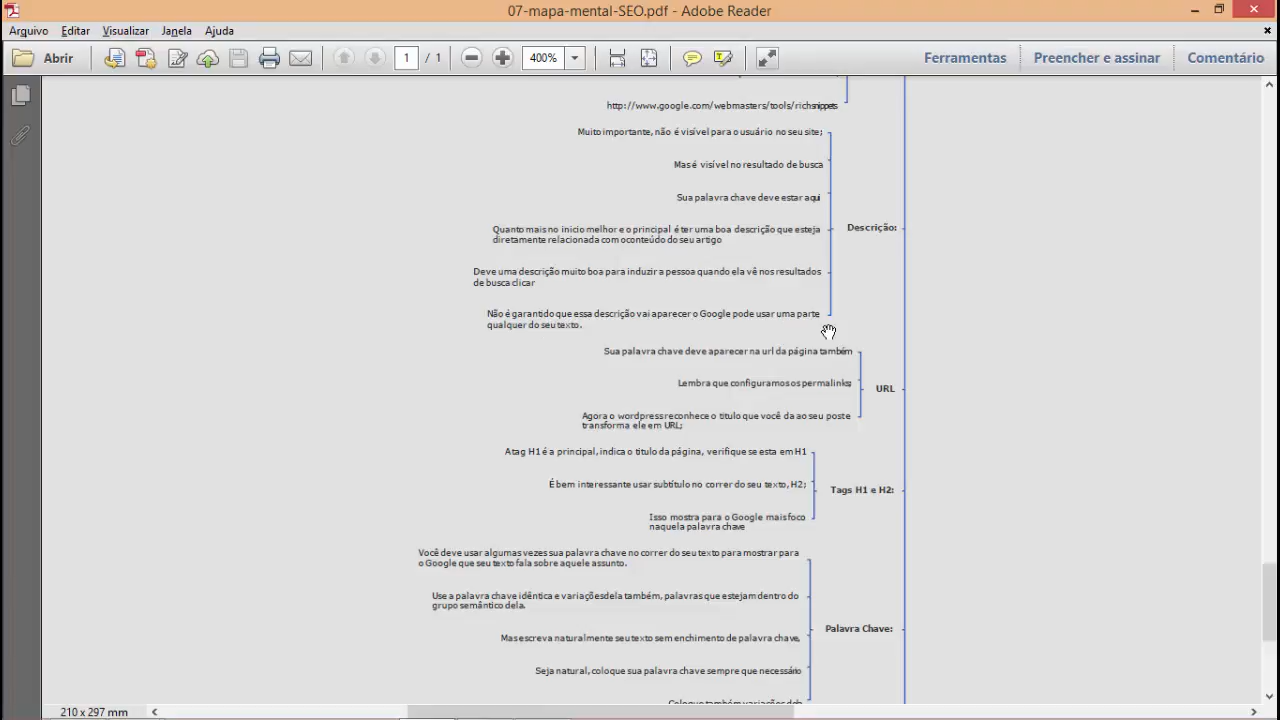 07-mapa-mental-SEO.pdf - Adobe Reader
Arquivo Editar Visualizar Janela Ajuda
Abrir 1 / 1 400% Ferramentas Preencher e assinar Comentário
http://www.google.com/webmasters/tools/richsnippets
Muito importante, não é visível para o usuário no seu site;
Mas é visível no resultado de busca
Sua palavra chave deve estar aqui
Quanto mais no inicio melhor e o principal é ter uma boa descrição que esteja
diretamente relacionada com o conteúdo do seu artigo
Descrição:
Deve uma descrição muito boa para induzir a pessoa quando ela vê nos resultados
de busca clicar
Não é garantido que essa descrição vai aparecer o Google pode usar uma parte
qualquer do seu texto.
Sua palavra chave deve aparecer na url da página também
Lembra que configuramos os permalinks;
URL
Agora o wordpress reconhece o titulo que você da ao seu post e
transforma ele em URL;
A tag H1 é a principal, indica o titulo da página, verifique se esta em H1
É bem interessante usar subtítulo no correr do seu texto, H2;
Tags H1 e H2:
Isso mostra para o Google mais foco
naquela palavra chave
Você deve usar algumas vezes sua palavra chave no correr do seu texto para mostrar para
o Google que seu texto fala sobre aquele assunto.
Use a palavra chave idêntica e variações dela também, palavras que estejam dentro do
grupo semântico dela.
Palavra Chave:
Mas escreva naturalmente seu texto sem enchimento de palavra chave,
Seja natural, coloque sua palavra chave sempre que necessário
Coloque também variações dela
210 x 297 mm